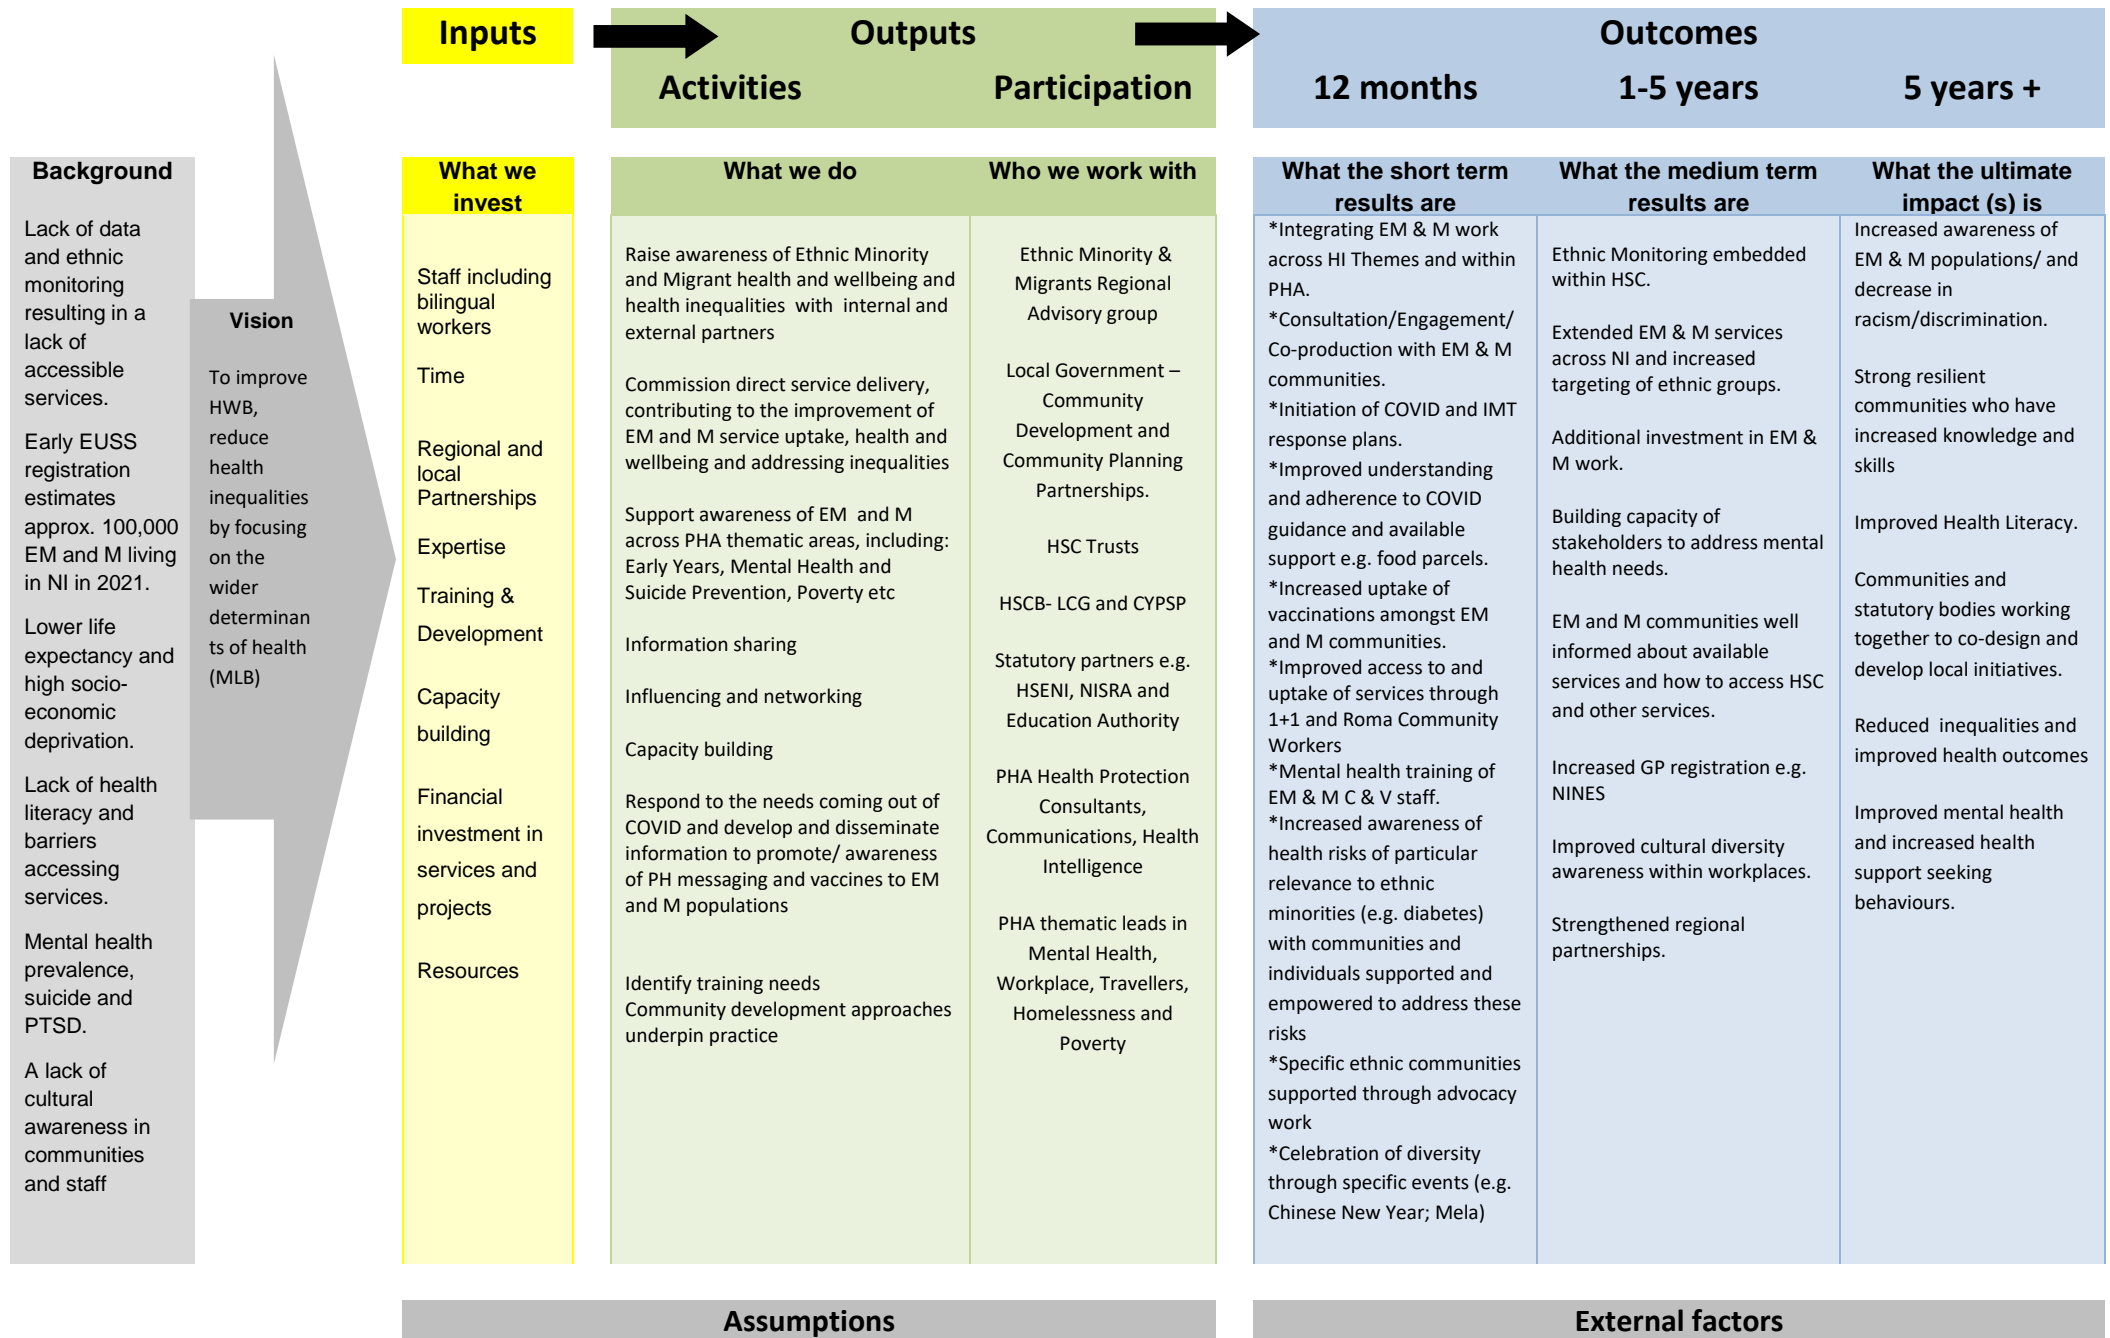 Inputs
Outputs
Outcomes
Activities
Participation
12 months
1-5 years
5 years +
Background
Lack of data
and ethnic
monitoring
resulting in a
lack of
accessible
services.
Early EUSS
registration
estimates
approx. 100,000
EM and M living
in NI in 2021.
Lower life
expectancy and
high socio-
economic
deprivation.
Lack of health
literacy and
barriers
accessing
services.
Mental health
prevalence,
suicide and
PTSD.
A lack of
cultural
awareness in
communities
and staff
Vision
To improve
HWB,
reduce
health
inequalities
by focusing
on the
wider
determinan
ts of health
(MLB)
What we
invest
Staff including
bilingual
workers
Time
Regional and
local
Partnerships
Expertise
Training &
Development
Capacity
building
Financial
investment in
services and
projects
Resources
What we do
Raise awareness of Ethnic Minority
and Migrant health and wellbeing and
health inequalities with internal and
external partners
Commission direct service delivery,
contributing to the improvement of
EM and M service uptake, health and
wellbeing and addressing inequalities
Support awareness of EM and M
across PHA thematic areas, including:
Early Years, Mental Health and
Suicide Prevention, Poverty etc
Information sharing
Influencing and networking
Capacity building
Respond to the needs coming out of
COVID and develop and disseminate
information to promote/ awareness
of PH messaging and vaccines to EM
and M populations
Identify training needs
Community development approaches
underpin practice
Who we work with
Ethnic Minority &
Migrants Regional
Advisory group
Local Government –
Community
Development and
Community Planning
Partnerships.
HSC Trusts
HSCB- LCG and CYPSP
Statutory partners e.g.
HSENI, NISRA and
Education Authority
PHA Health Protection
Consultants,
Communications, Health
Intelligence
PHA thematic leads in
Mental Health,
Workplace, Travellers,
Homelessness and
Poverty
What the short term
results are
*Integrating EM & M work
across HI Themes and within
PHA.
*Consultation/Engagement/
Co-production with EM & M
communities.
*Initiation of COVID and IMT
response plans.
*Improved understanding
and adherence to COVID
guidance and available
support e.g. food parcels.
*Increased uptake of
vaccinations amongst EM
and M communities.
*Improved access to and
uptake of services through
1+1 and Roma Community
Workers
*Mental health training of
EM & M C & V staff.
*Increased awareness of
health risks of particular
relevance to ethnic
minorities (e.g. diabetes)
with communities and
individuals supported and
empowered to address these
risks
*Specific ethnic communities
supported through advocacy
work
*Celebration of diversity
through specific events (e.g.
Chinese New Year; Mela)
What the medium term
results are
Ethnic Monitoring embedded
within HSC.
Extended EM & M services
across NI and increased
targeting of ethnic groups.
Additional investment in EM &
M work.
Building capacity of
stakeholders to address mental
health needs.
EM and M communities well
informed about available
services and how to access HSC
and other services.
Increased GP registration e.g.
NINES
Improved cultural diversity
awareness within workplaces.
Strengthened regional
partnerships.
What the ultimate
impact (s) is
Increased awareness of
EM & M populations/ and
decrease in
racism/discrimination.
Strong resilient
communities who have
increased knowledge and
skills
Improved Health Literacy.
Communities and
statutory bodies working
together to co-design and
develop local initiatives.
Reduced inequalities and
improved health outcomes
Improved mental health
and increased health
support seeking
behaviours.
Assumptions
External factors